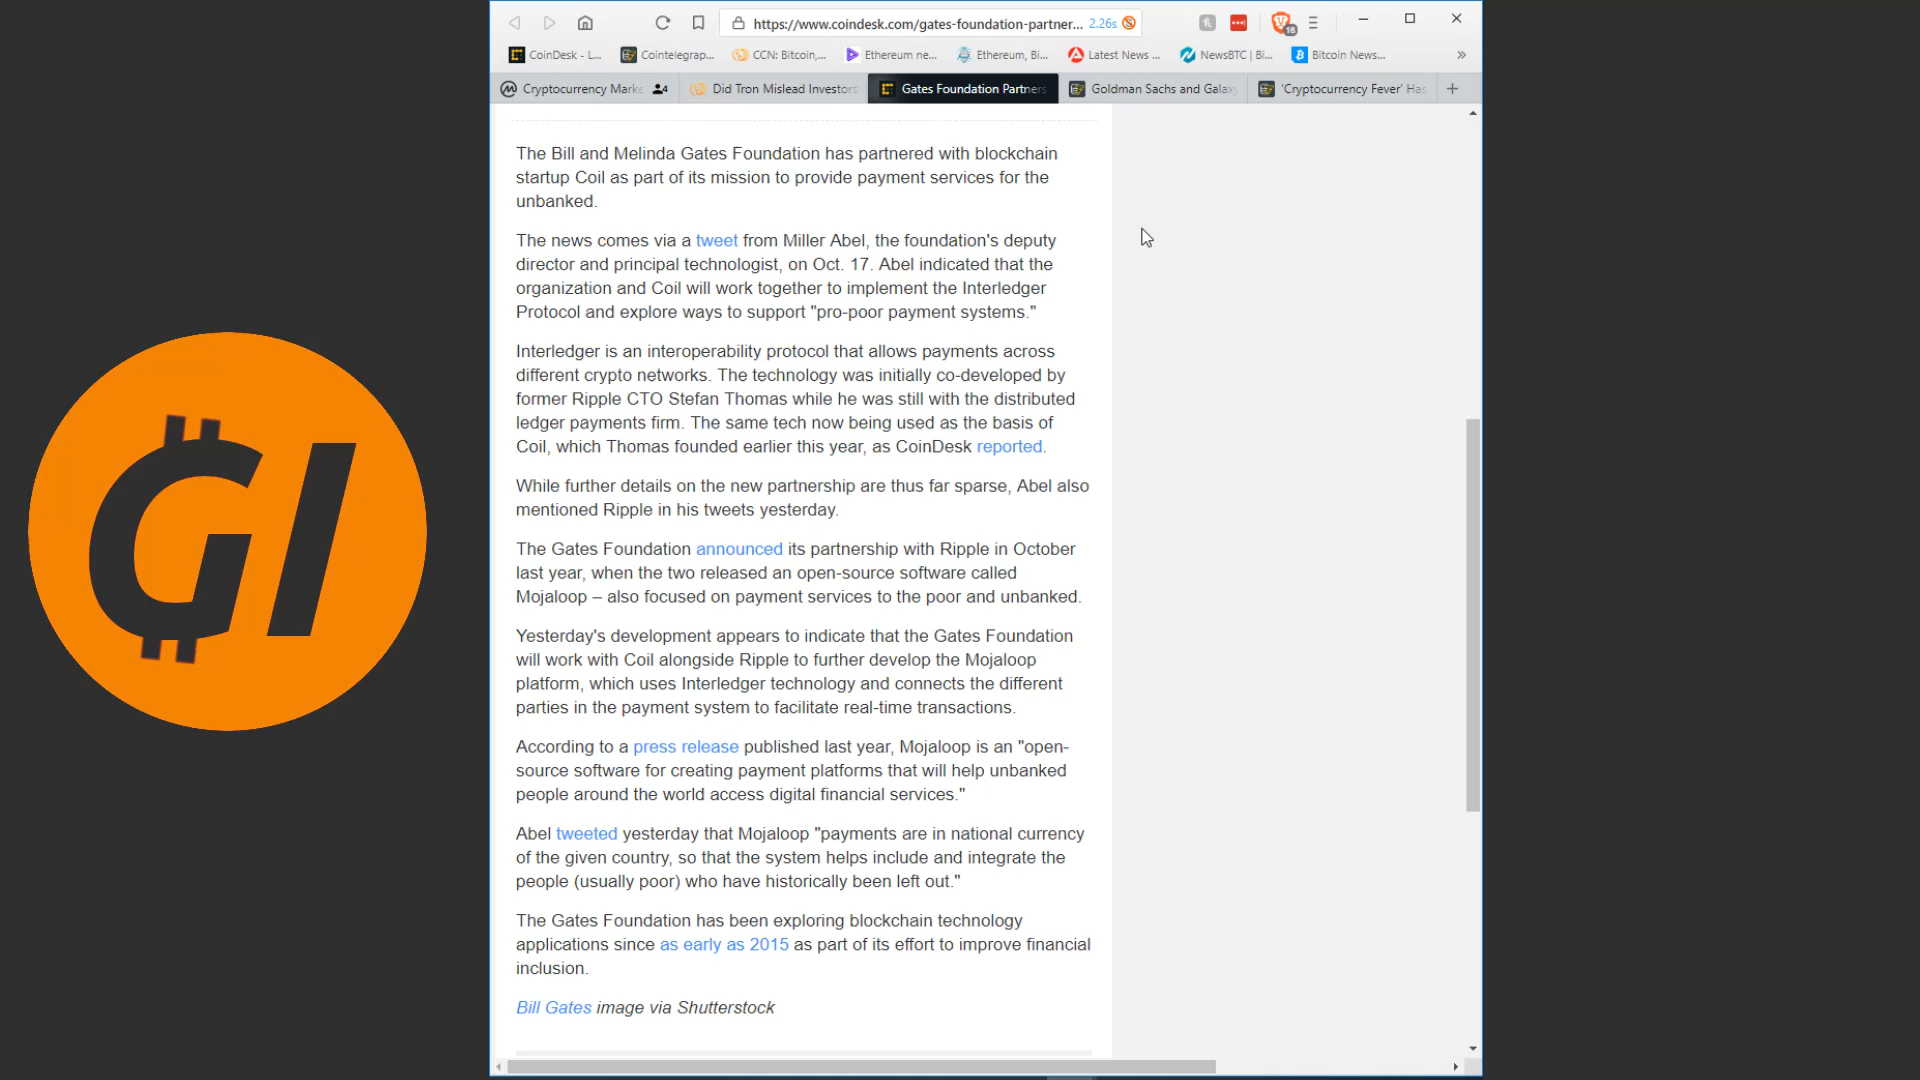 https://www.coindesk.com/gates-foundation-partner... 2.26s
18
CoinDesk - L... Cointelegrap... CCN: Bitcoin,... Ethereum ne... Ethereum, Bi... Latest News ... NewsBTC | Bi... Bitcoin News... »
Cryptocurrency Marke 4 Did Tron Mislead Investors Gates Foundation Partners Goldman Sachs and Galax 'Cryptocurrency Fever' Has +
The Bill and Melinda Gates Foundation has partnered with blockchain
startup Coil as part of its mission to provide payment services for the
unbanked.
The news comes via a tweet from Miller Abel, the foundation's deputy
director and principal technologist, on Oct. 17. Abel indicated that the
organization and Coil will work together to implement the Interledger
Protocol and explore ways to support "pro-poor payment systems."
Interledger is an interoperability protocol that allows payments across
different crypto networks. The technology was initially co-developed by
former Ripple CTO Stefan Thomas while he was still with the distributed
ledger payments firm. The same tech now being used as the basis of
Coil, which Thomas founded earlier this year, as CoinDesk reported.
While further details on the new partnership are thus far sparse, Abel also
mentioned Ripple in his tweets yesterday.
The Gates Foundation announced its partnership with Ripple in October
last year, when the two released an open-source software called
Mojaloop – also focused on payment services to the poor and unbanked.
Yesterday's development appears to indicate that the Gates Foundation
will work with Coil alongside Ripple to further develop the Mojaloop
platform, which uses Interledger technology and connects the different
parties in the payment system to facilitate real-time transactions.
According to a press release published last year, Mojaloop is an "open-
source software for creating payment platforms that will help unbanked
people around the world access digital financial services."
Abel tweeted yesterday that Mojaloop "payments are in national currency
of the given country, so that the system helps include and integrate the
people (usually poor) who have historically been left out."
The Gates Foundation has been exploring blockchain technology
applications since as early as 2015 as part of its effort to improve financial
inclusion.
Bill Gates image via Shutterstock
GI